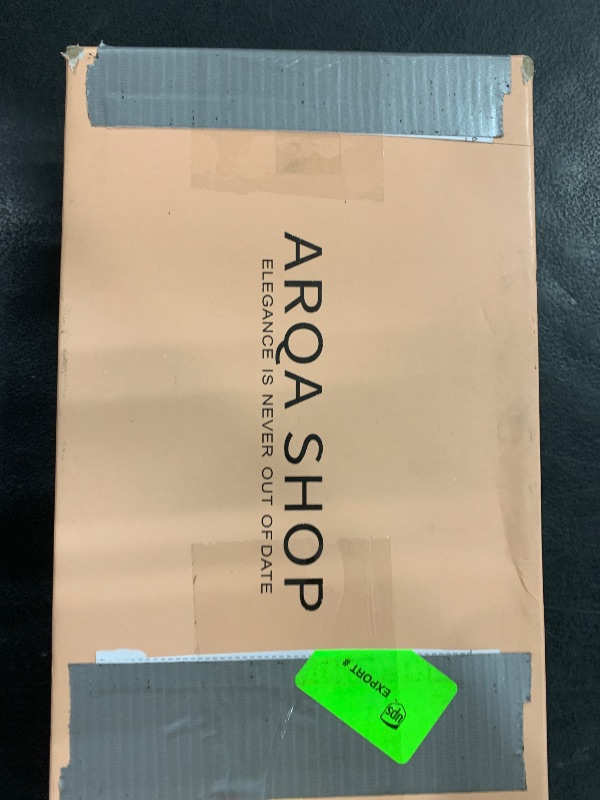 ARQA SHOP
ELEGANCE IS NEVER OUT OF DATE
EXPORT #
ups